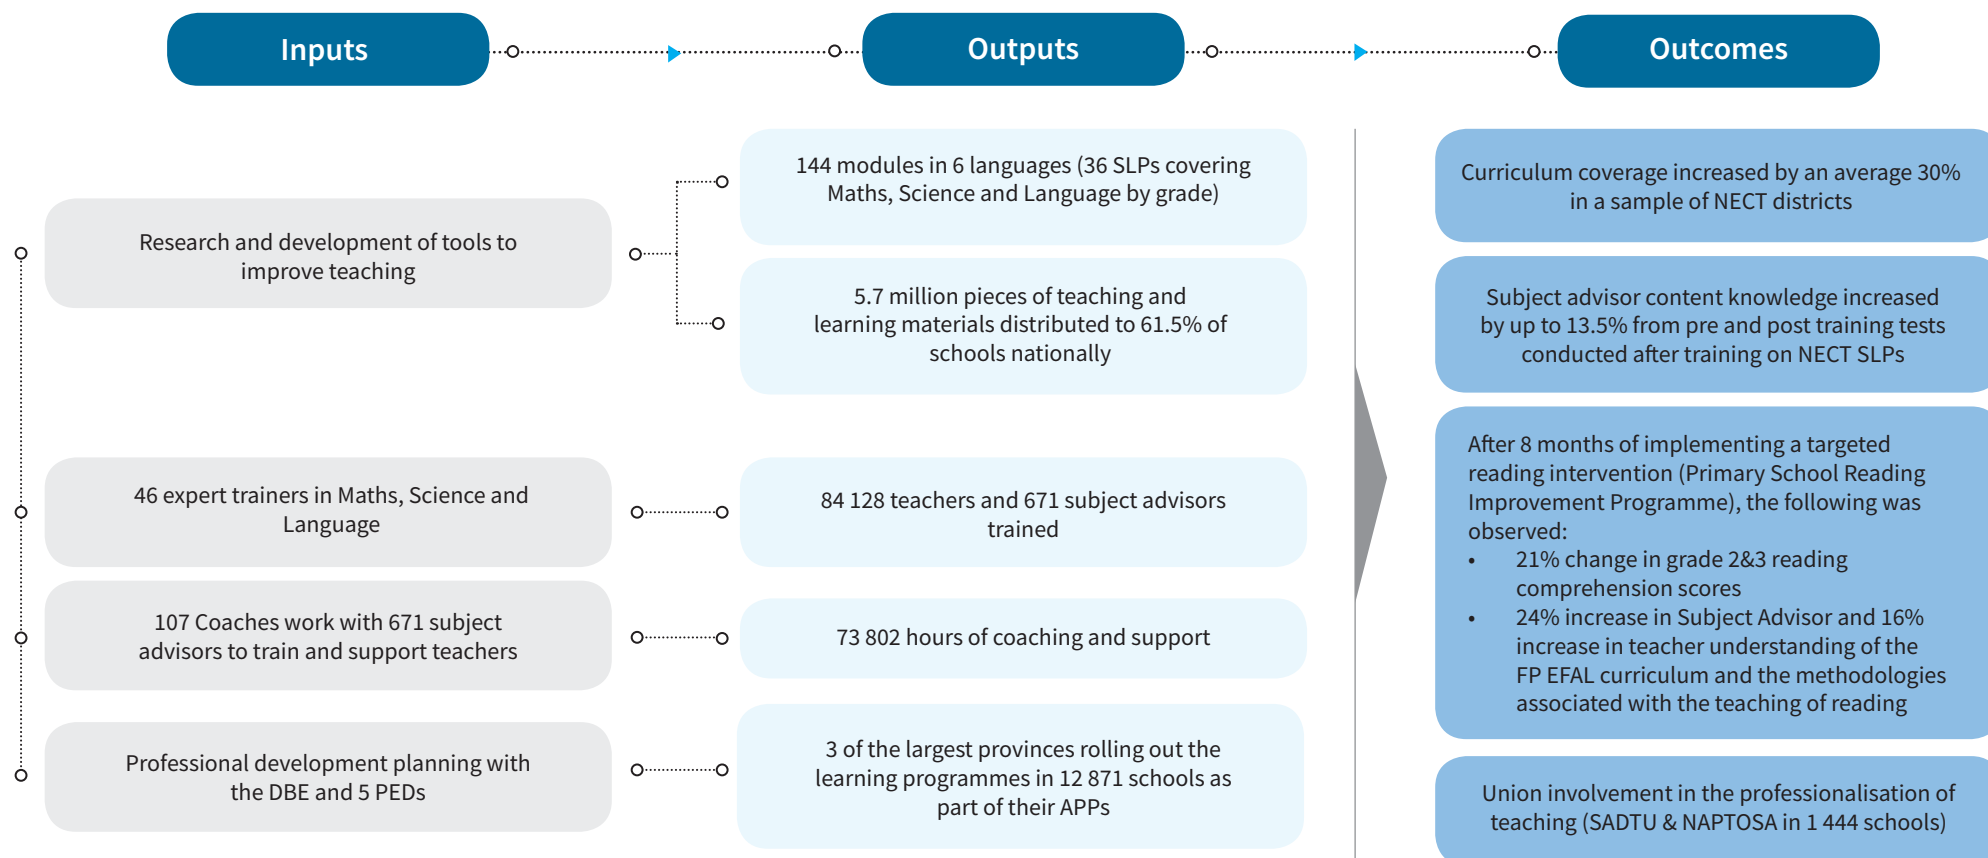 Inputs
Outputs
Outcomes
Research and development of tools to
improve teaching
46 expert trainers in Maths, Science and
Language
107 Coaches work with 671 subject
advisors to train and support teachers
Professional development planning with
the DBE and 5 PEDs
144 modules in 6 languages (36 SLPs covering
Maths, Science and Language by grade)
5.7 million pieces of teaching and
learning materials distributed to 61.5% of
schools nationally
84 128 teachers and 671 subject advisors
trained
73 802 hours of coaching and support
3 of the largest provinces rolling out the
learning programmes in 12 871 schools as
part of their APPs
Curriculum coverage increased by an average 30%
in a sample of NECT districts
Subject advisor content knowledge increased
by up to 13.5% from pre and post training tests
conducted after training on NECT SLPs
After 8 months of implementing a targeted
reading intervention (Primary School Reading
Improvement Programme), the following was
observed:
• 21% change in grade 2&3 reading
comprehension scores
• 24% increase in Subject Advisor and 16%
increase in teacher understanding of the
FP EFAL curriculum and the methodologies
associated with the teaching of reading
Union involvement in the professionalisation of
teaching (SADTU & NAPTOSA in 1 444 schools)